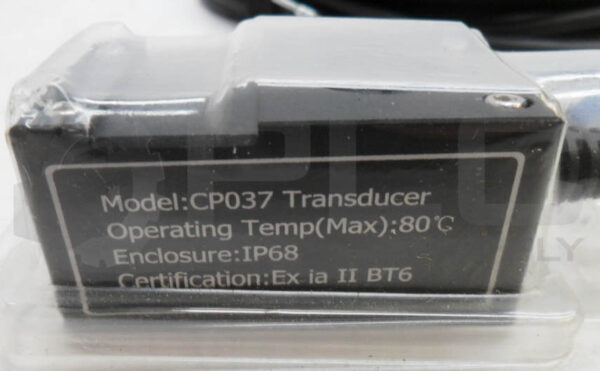 Model:CP037 Transducer
Operating Temp(Max):80℃
Enclosure:IP68
Certification:Ex ia II BT6